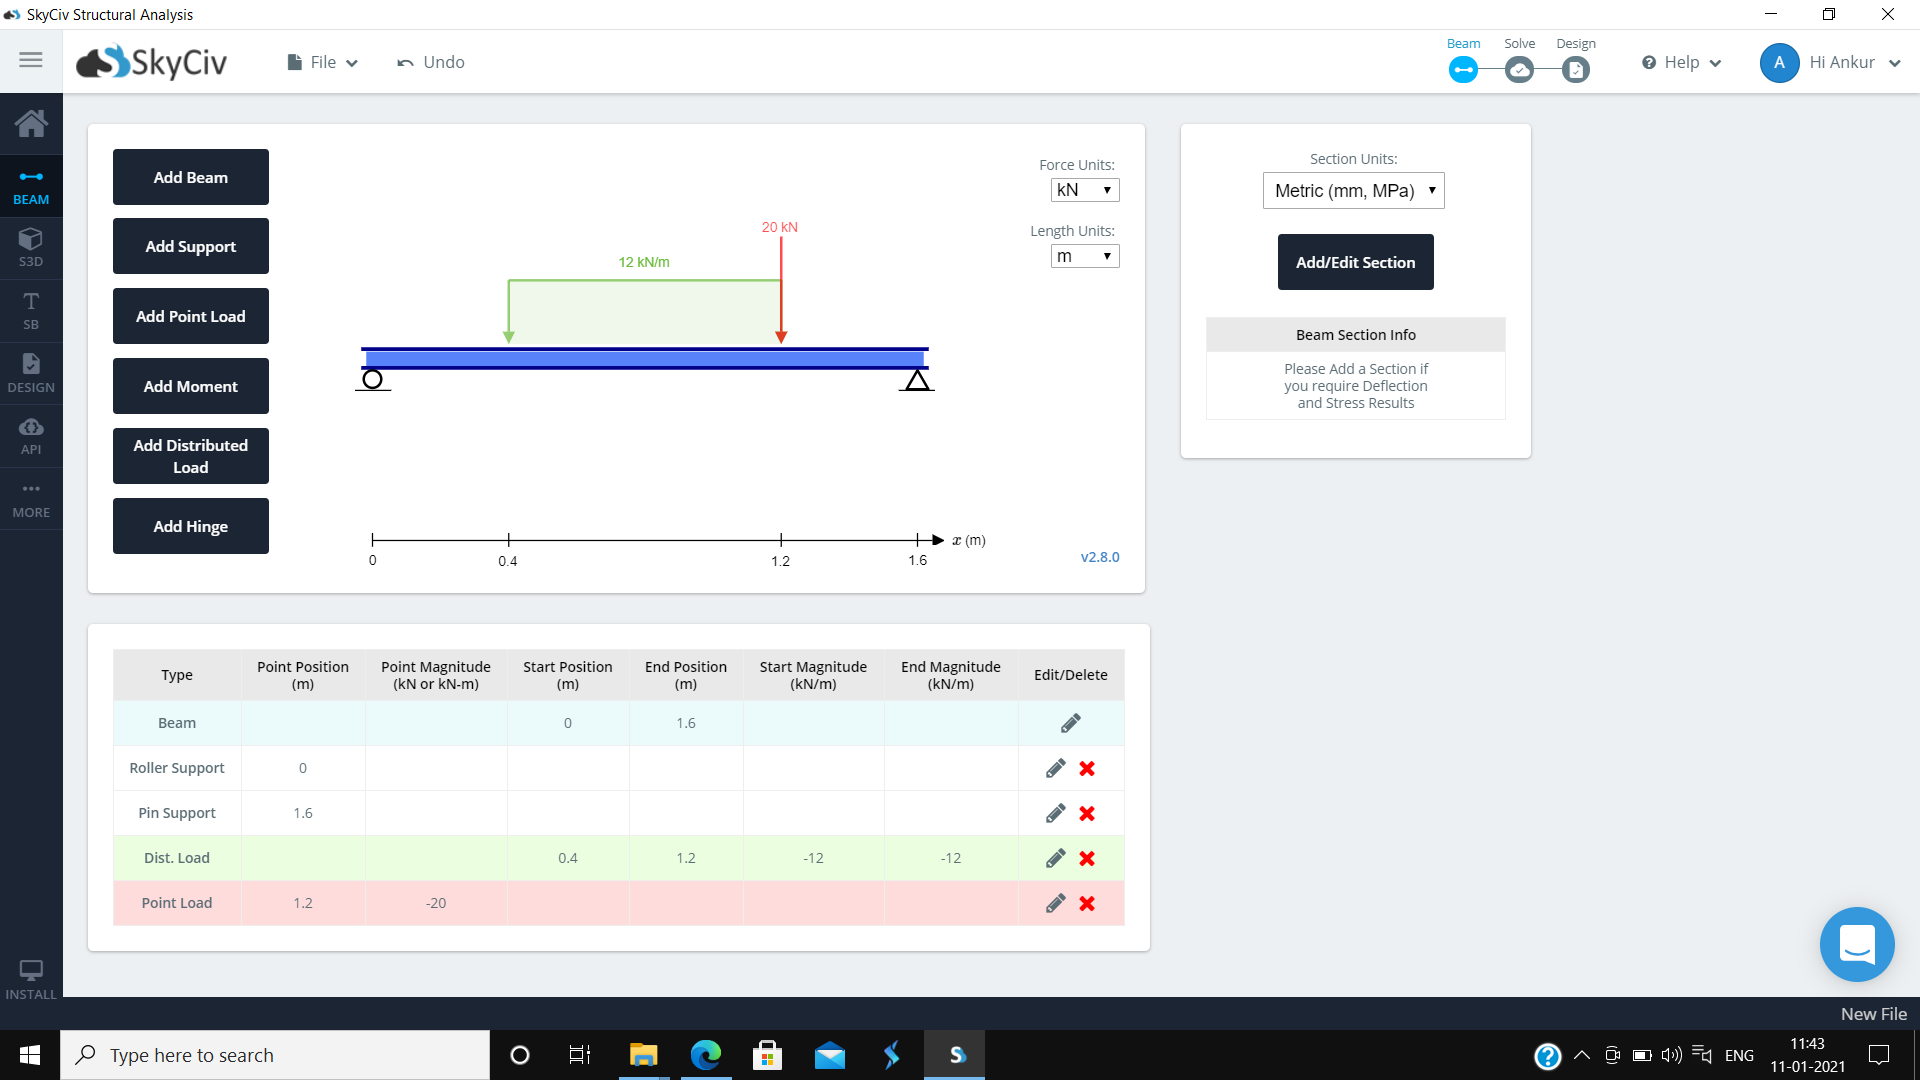 SkyCiv Structural Analysis
SkyCiv
File
Undo
Beam
Solve
Design
Help
A
Hi Ankur
BEAM
S3D
T
SB
DESIGN
API
MORE
INSTALL
Add Beam
Add Support
Add Point Load
Add Moment
Add Distributed
Load
Add Hinge
Force Units:
kN
Length Units:
m
20 kN
12 kN/m
0
0.4
1.2
1.6
x (m)
v2.8.0
Section Units:
Metric (mm, MPa)
Add/Edit Section
Beam Section Info
Please Add a Section if
you require Deflection
and Stress Results
Type Point Position (m) Point Magnitude (kN or kN-m) Start Position (m) End Position (m) Start Magnitude (kN/m) End Magnitude (kN/m) Edit/Delete
Beam 0 1.6
Roller Support 0
Pin Support 1.6
Dist. Load 0.4 1.2 -12 -12
Point Load 1.2 -20
New File
Type here to search
S
ENG
11:43
11-01-2021